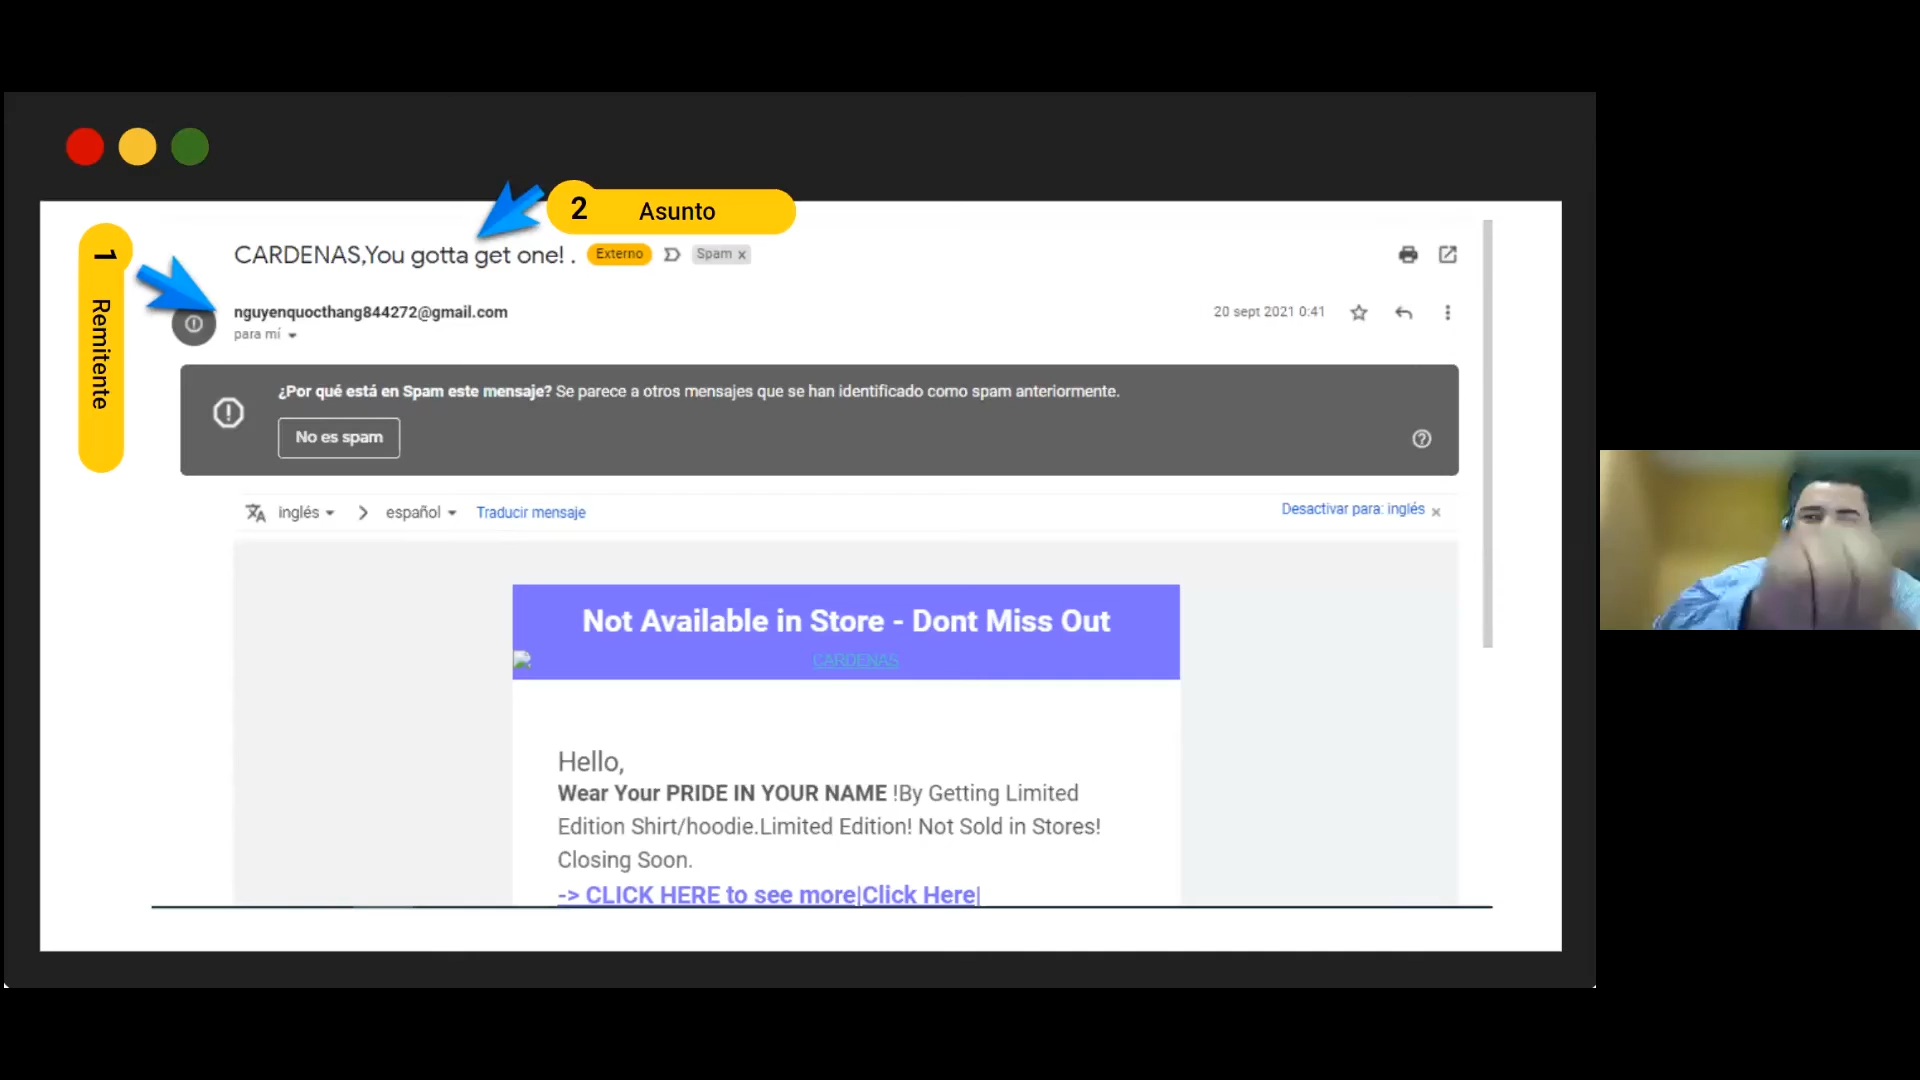 2 Asunto
CARDENAS,You gotta get one! . Externo Spam x
1 Remitente
nguyenquocthang844272@gmail.com 20 sept 2021 0:41
para mí
¿Por qué está en Spam este mensaje? Se parece a otros mensajes que se han identificado como spam anteriormente.
No es spam
inglés > español Traducir mensaje Desactivar para: inglés x
Not Available in Store - Dont Miss Out
CARDENAS
Hello,
Wear Your PRIDE IN YOUR NAME !By Getting Limited
Edition Shirt/hoodie.Limited Edition! Not Sold in Stores!
Closing Soon.
-> CLICK HERE to see more|Click Here|